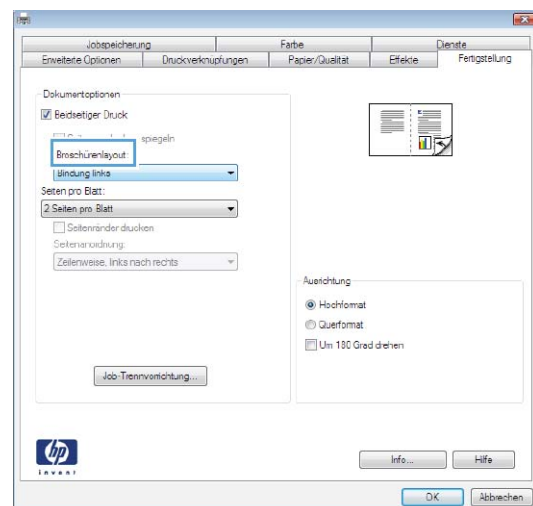 Jobspeicherung
Farbe
Dienste
Erweiterte Optionen
Druckverknüpfungen
Papier/Qualität
Effekte
Fertigstellung
Dokumentoptionen
Beidseitiger Druck
spiegeln
Broschürenlayout:
Bindung links
Seiten pro Blatt:
2 Seiten pro Blatt
Seitenränder drucken
Seitenanordnung:
Zeilenweise, links nach rechts
Ausrichtung
Hochformat
Querformat
Um 180 Grad drehen
Job-Trennvorrichtung...
hp
invent
Info...
Hilfe
OK
Abbrechen